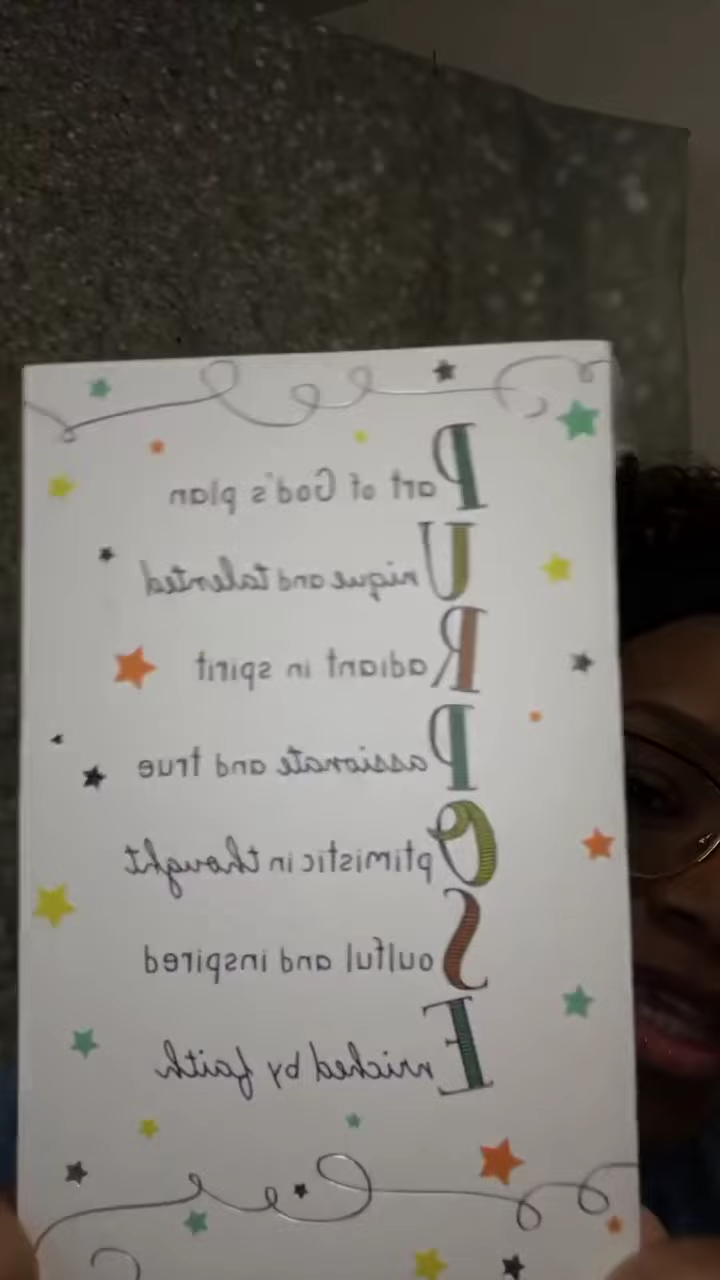 Part of God's plan
Unique and talented
Radiant in spirit
Passionate and true
Optimistic in thought
Soulful and inspired
Enriched by faith